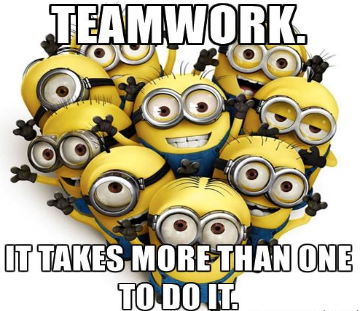 TEAMWORK.
IT TAKES MORE THAN ONE
TO DO IT.